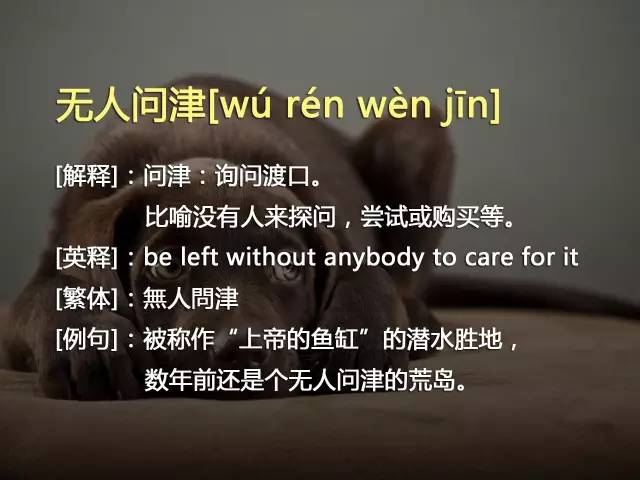 无人问津[wú rén wèn jīn]
[解释]：问津：询问渡口。
比喻没有人来探问，尝试或购买等。
[英释]：be left without anybody to care for it
[繁体]：無人問津
[例句]：被称作“上帝的鱼缸”的潜水胜地，
数年前还是个无人问津的荒岛。